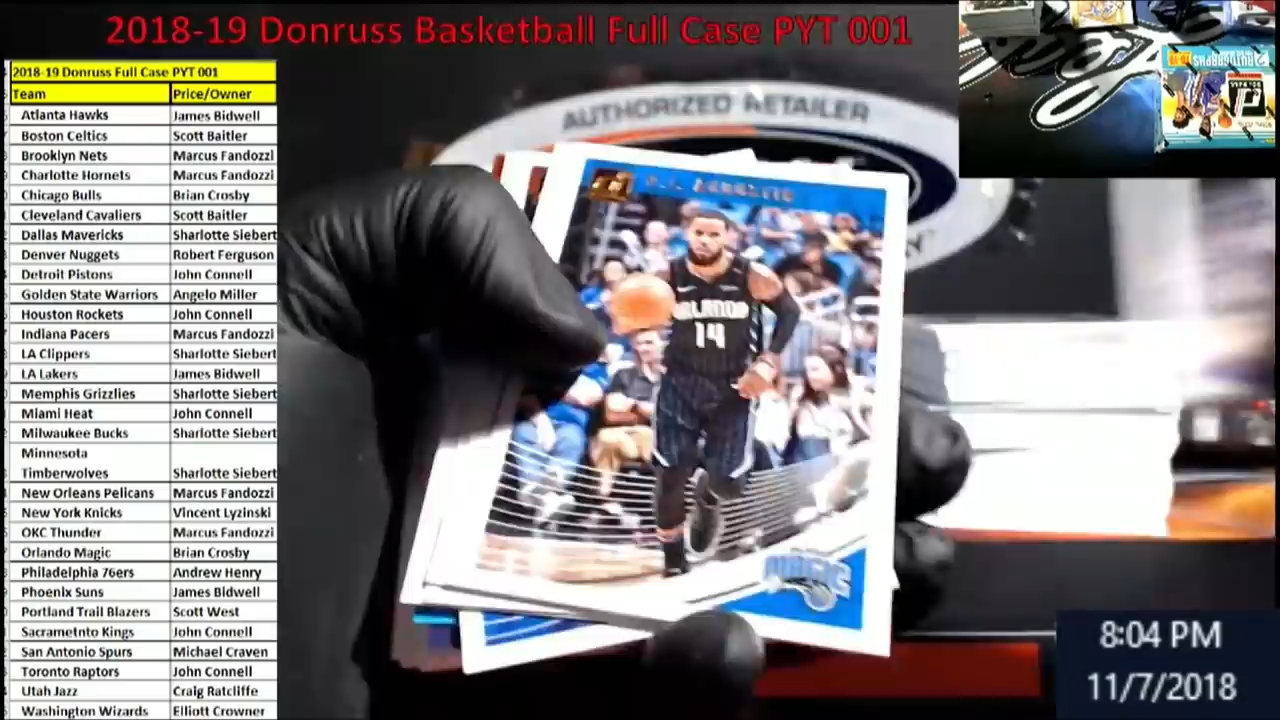 2018-19 Donruss Basketball Full Case PYT 001
2018-19 Donruss Full Case PYT 001
Team Price/Owner
Atlanta Hawks James Bidwell
Boston Celtics Scott Baitler
Brooklyn Nets Marcus Fandozzi
Charlotte Hornets Marcus Fandozzi
Chicago Bulls Brian Crosby
Cleveland Cavaliers Scott Baitler
Dallas Mavericks Sharlotte Siebert
Denver Nuggets Robert Ferguson
Detroit Pistons John Connell
Golden State Warriors Angelo Miller
Houston Rockets John Connell
Indiana Pacers Marcus Fandozzi
LA Clippers Sharlotte Siebert
LA Lakers James Bidwell
Memphis Grizzlies Sharlotte Siebert
Miami Heat John Connell
Milwaukee Bucks Sharlotte Siebert
Minnesota
Timberwolves Sharlotte Siebert
New Orleans Pelicans Marcus Fandozzi
New York Knicks Vincent Lyzinski
OKC Thunder Marcus Fandozzi
Orlando Magic Brian Crosby
Philadelphia 76ers Andrew Henry
Phoenix Suns James Bidwell
Portland Trail Blazers Scott West
Sacrametnto Kings John Connell
San Antonio Spurs Michael Craven
Toronto Raptors John Connell
Utah Jazz Craig Ratcliffe
Washington Wizards Elliott Crowner
AUTHORIZED RETAILER
ORLANDO
14
MAGIC
AUTOGRAPHS
8:04 PM
11/7/2018